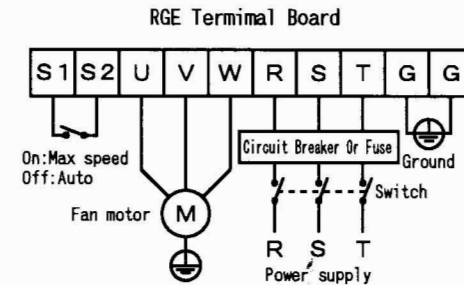 RGE Termimal Board
S1 S2 U V W R S T G G
On:Max speed
Off:Auto
Circuit Breaker Or Fuse
Ground
Switch
Fan motor
M
R S T
Power supply